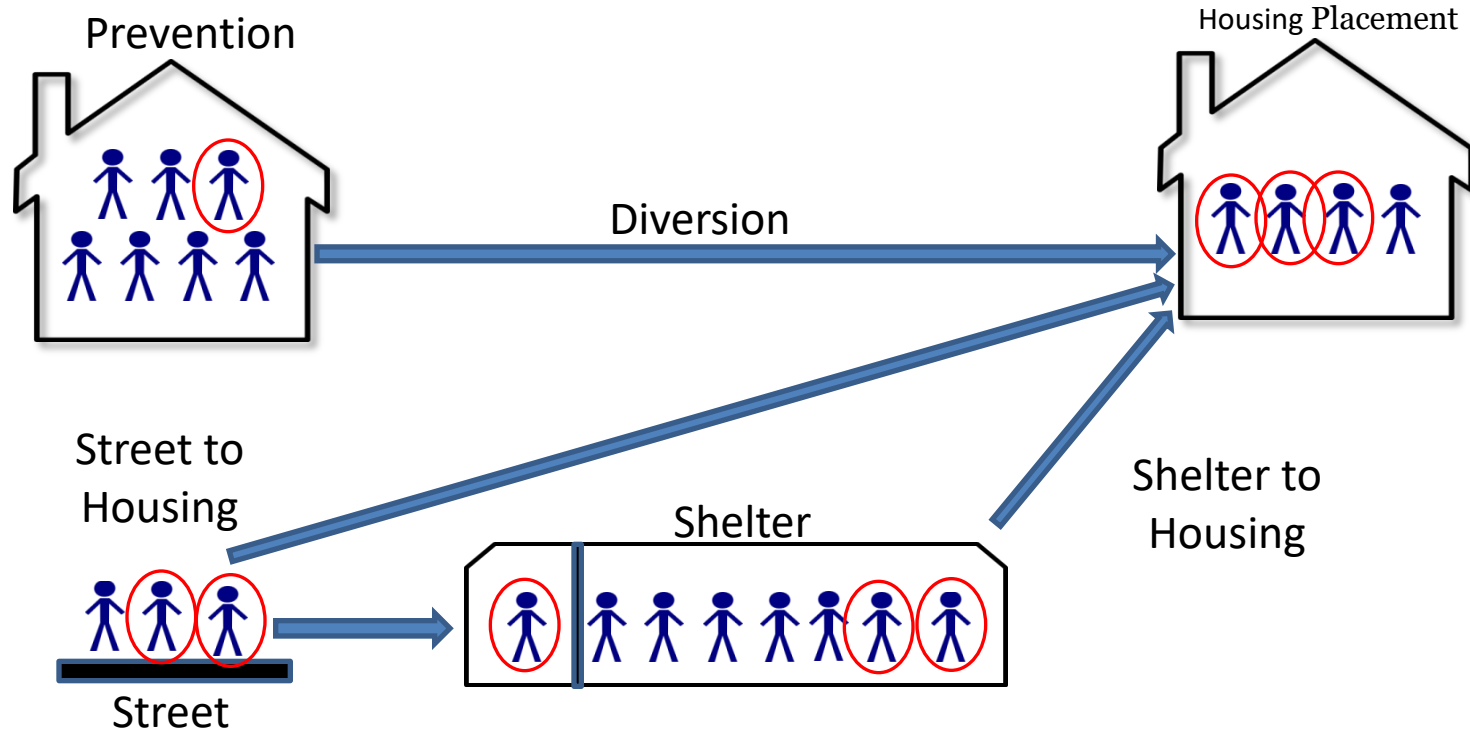 Prevention
Housing Placement
Diversion
Street to
Housing
Shelter
Shelter to
Housing
Street